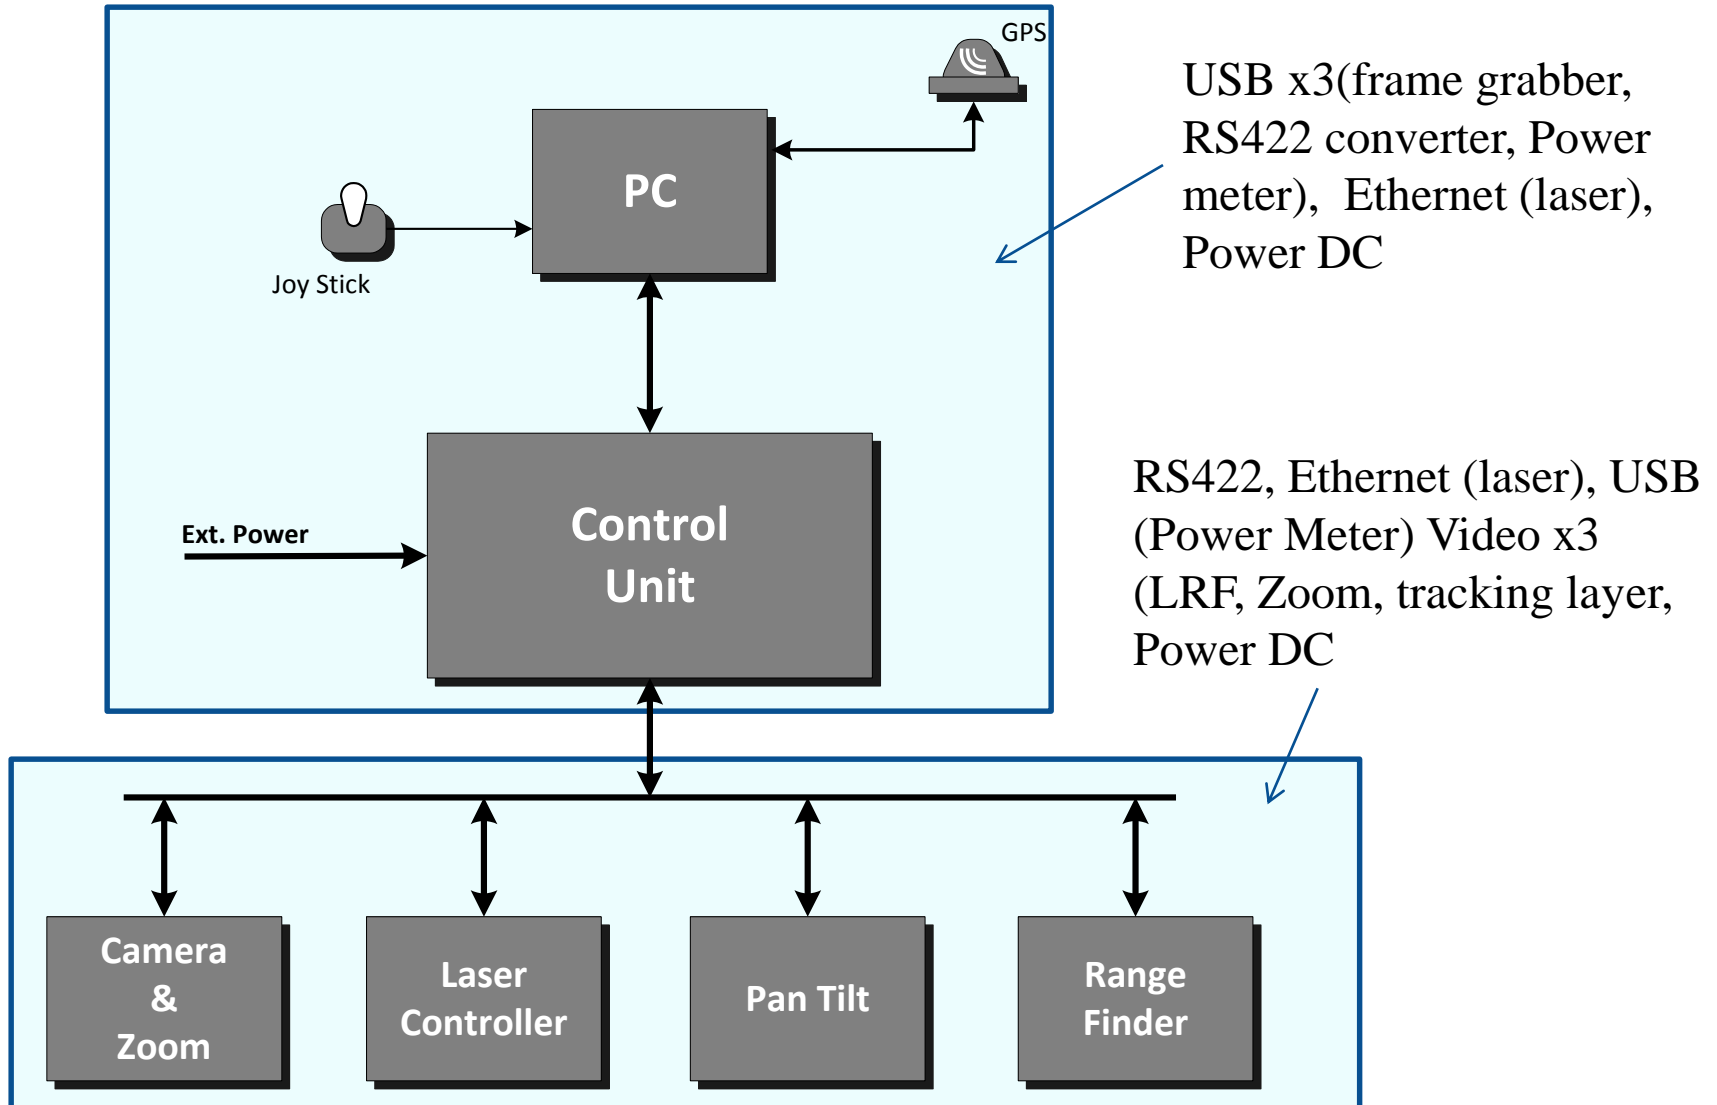 GPS
USB x3(frame grabber,
RS422 converter, Power
meter),  Ethernet (laser),
Power DC
PC
Joy Stick
RS422, Ethernet (laser), USB
(Power Meter) Video x3
(LRF, Zoom, tracking layer,
Power DC
Ext. Power
Control
Unit
Camera
&
Zoom
Laser
Controller
Pan Tilt
Range
Finder